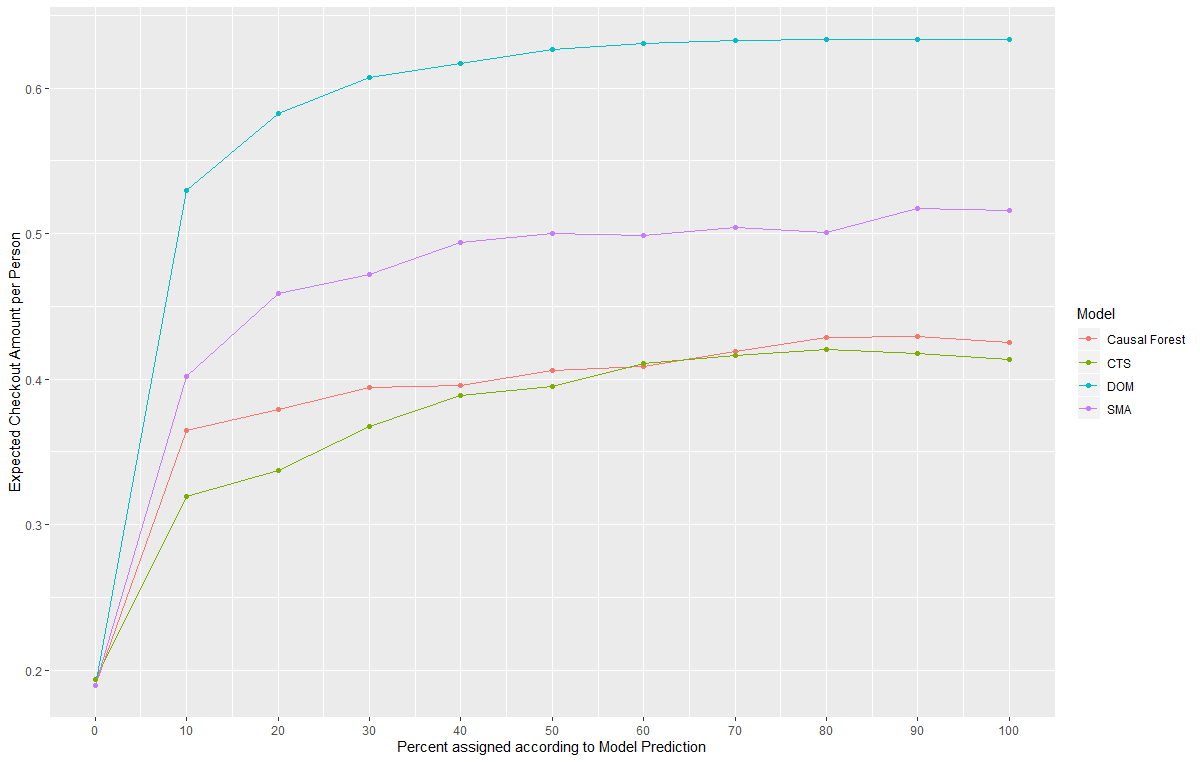 Expected Checkout Amount per Person
0.6
0.5
0.4
0.3
0.2
0 10 20 30 40 50 60 70 80 90 100
Percent assigned according to Model Prediction
Model
Causal Forest
CTS
DOM
SMA